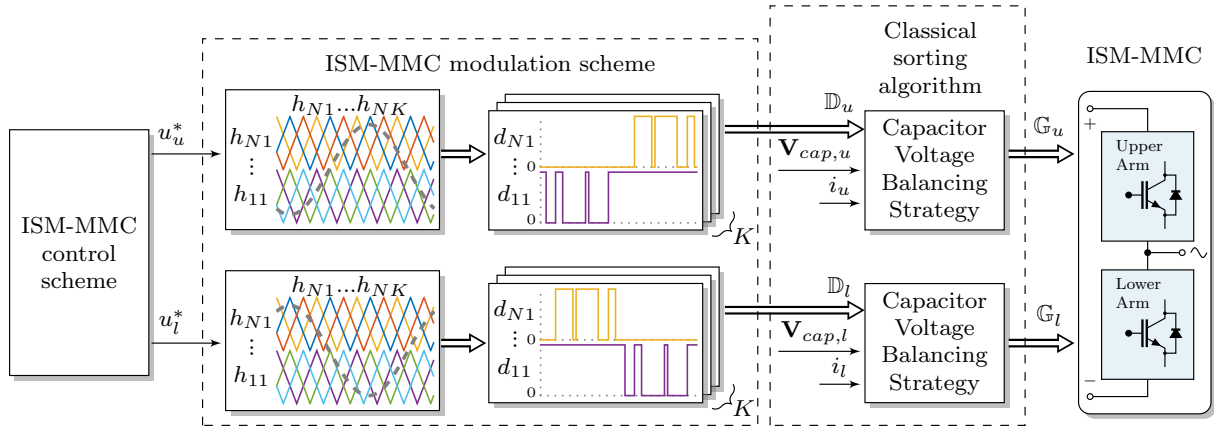 ISM-MMC
control
scheme
u*_u
u*_l
ISM-MMC modulation scheme
h_{N1}...h_{NK}
h_{N1}
⋮
h_{11}
d_{N1}
⋮
0
d_{11}
0
K
h_{N1}...h_{NK}
h_{N1}
⋮
h_{11}
d_{N1}
⋮
0
d_{11}
0
K
Classical
sorting
algorithm
𝔻_u
V_{cap,u}
i_u
Capacitor
Voltage
Balancing
Strategy
𝔾_u
𝔻_l
V_{cap,l}
i_l
Capacitor
Voltage
Balancing
Strategy
𝔾_l
ISM-MMC
+
Upper
Arm
∼
Lower
Arm
−